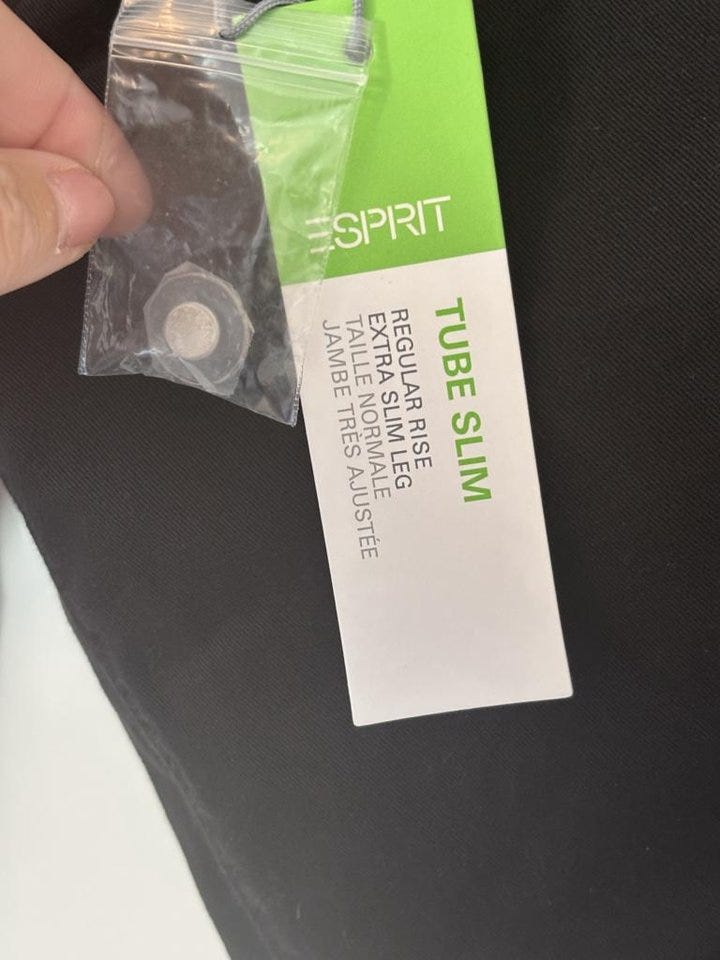 ESPRIT
TUBE SLIM
REGULAR RISE
EXTRA SLIM LEG
TAILLE NORMALE
JAMBE TRÈS AJUSTÉE